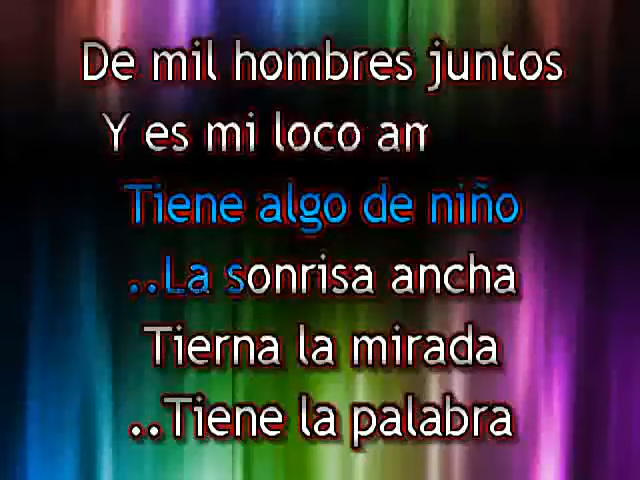 De mil hombres juntos
Y es mi loco am
Tiene algo de niño
..La sonrisa ancha
Tierna la mirada
..Tiene la palabra